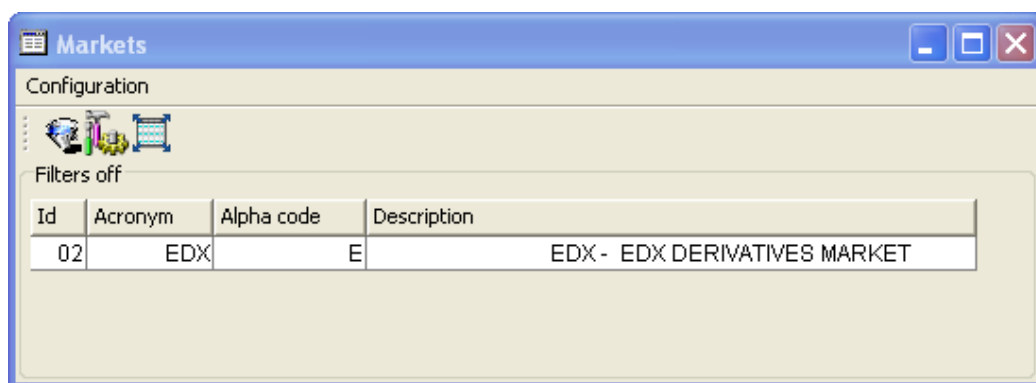 Markets
Configuration
Filters off
Id Acronym Alpha code Description
02 EDX E EDX - EDX DERIVATIVES MARKET